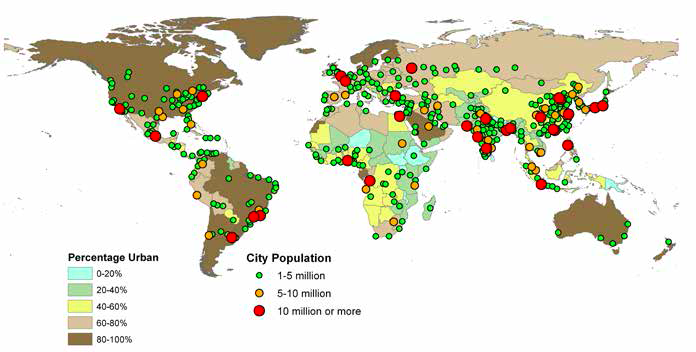 Percentage Urban
0-20%
20-40%
40-60%
60-80%
80-100%
City Population
1-5 million
5-10 million
10 million or more